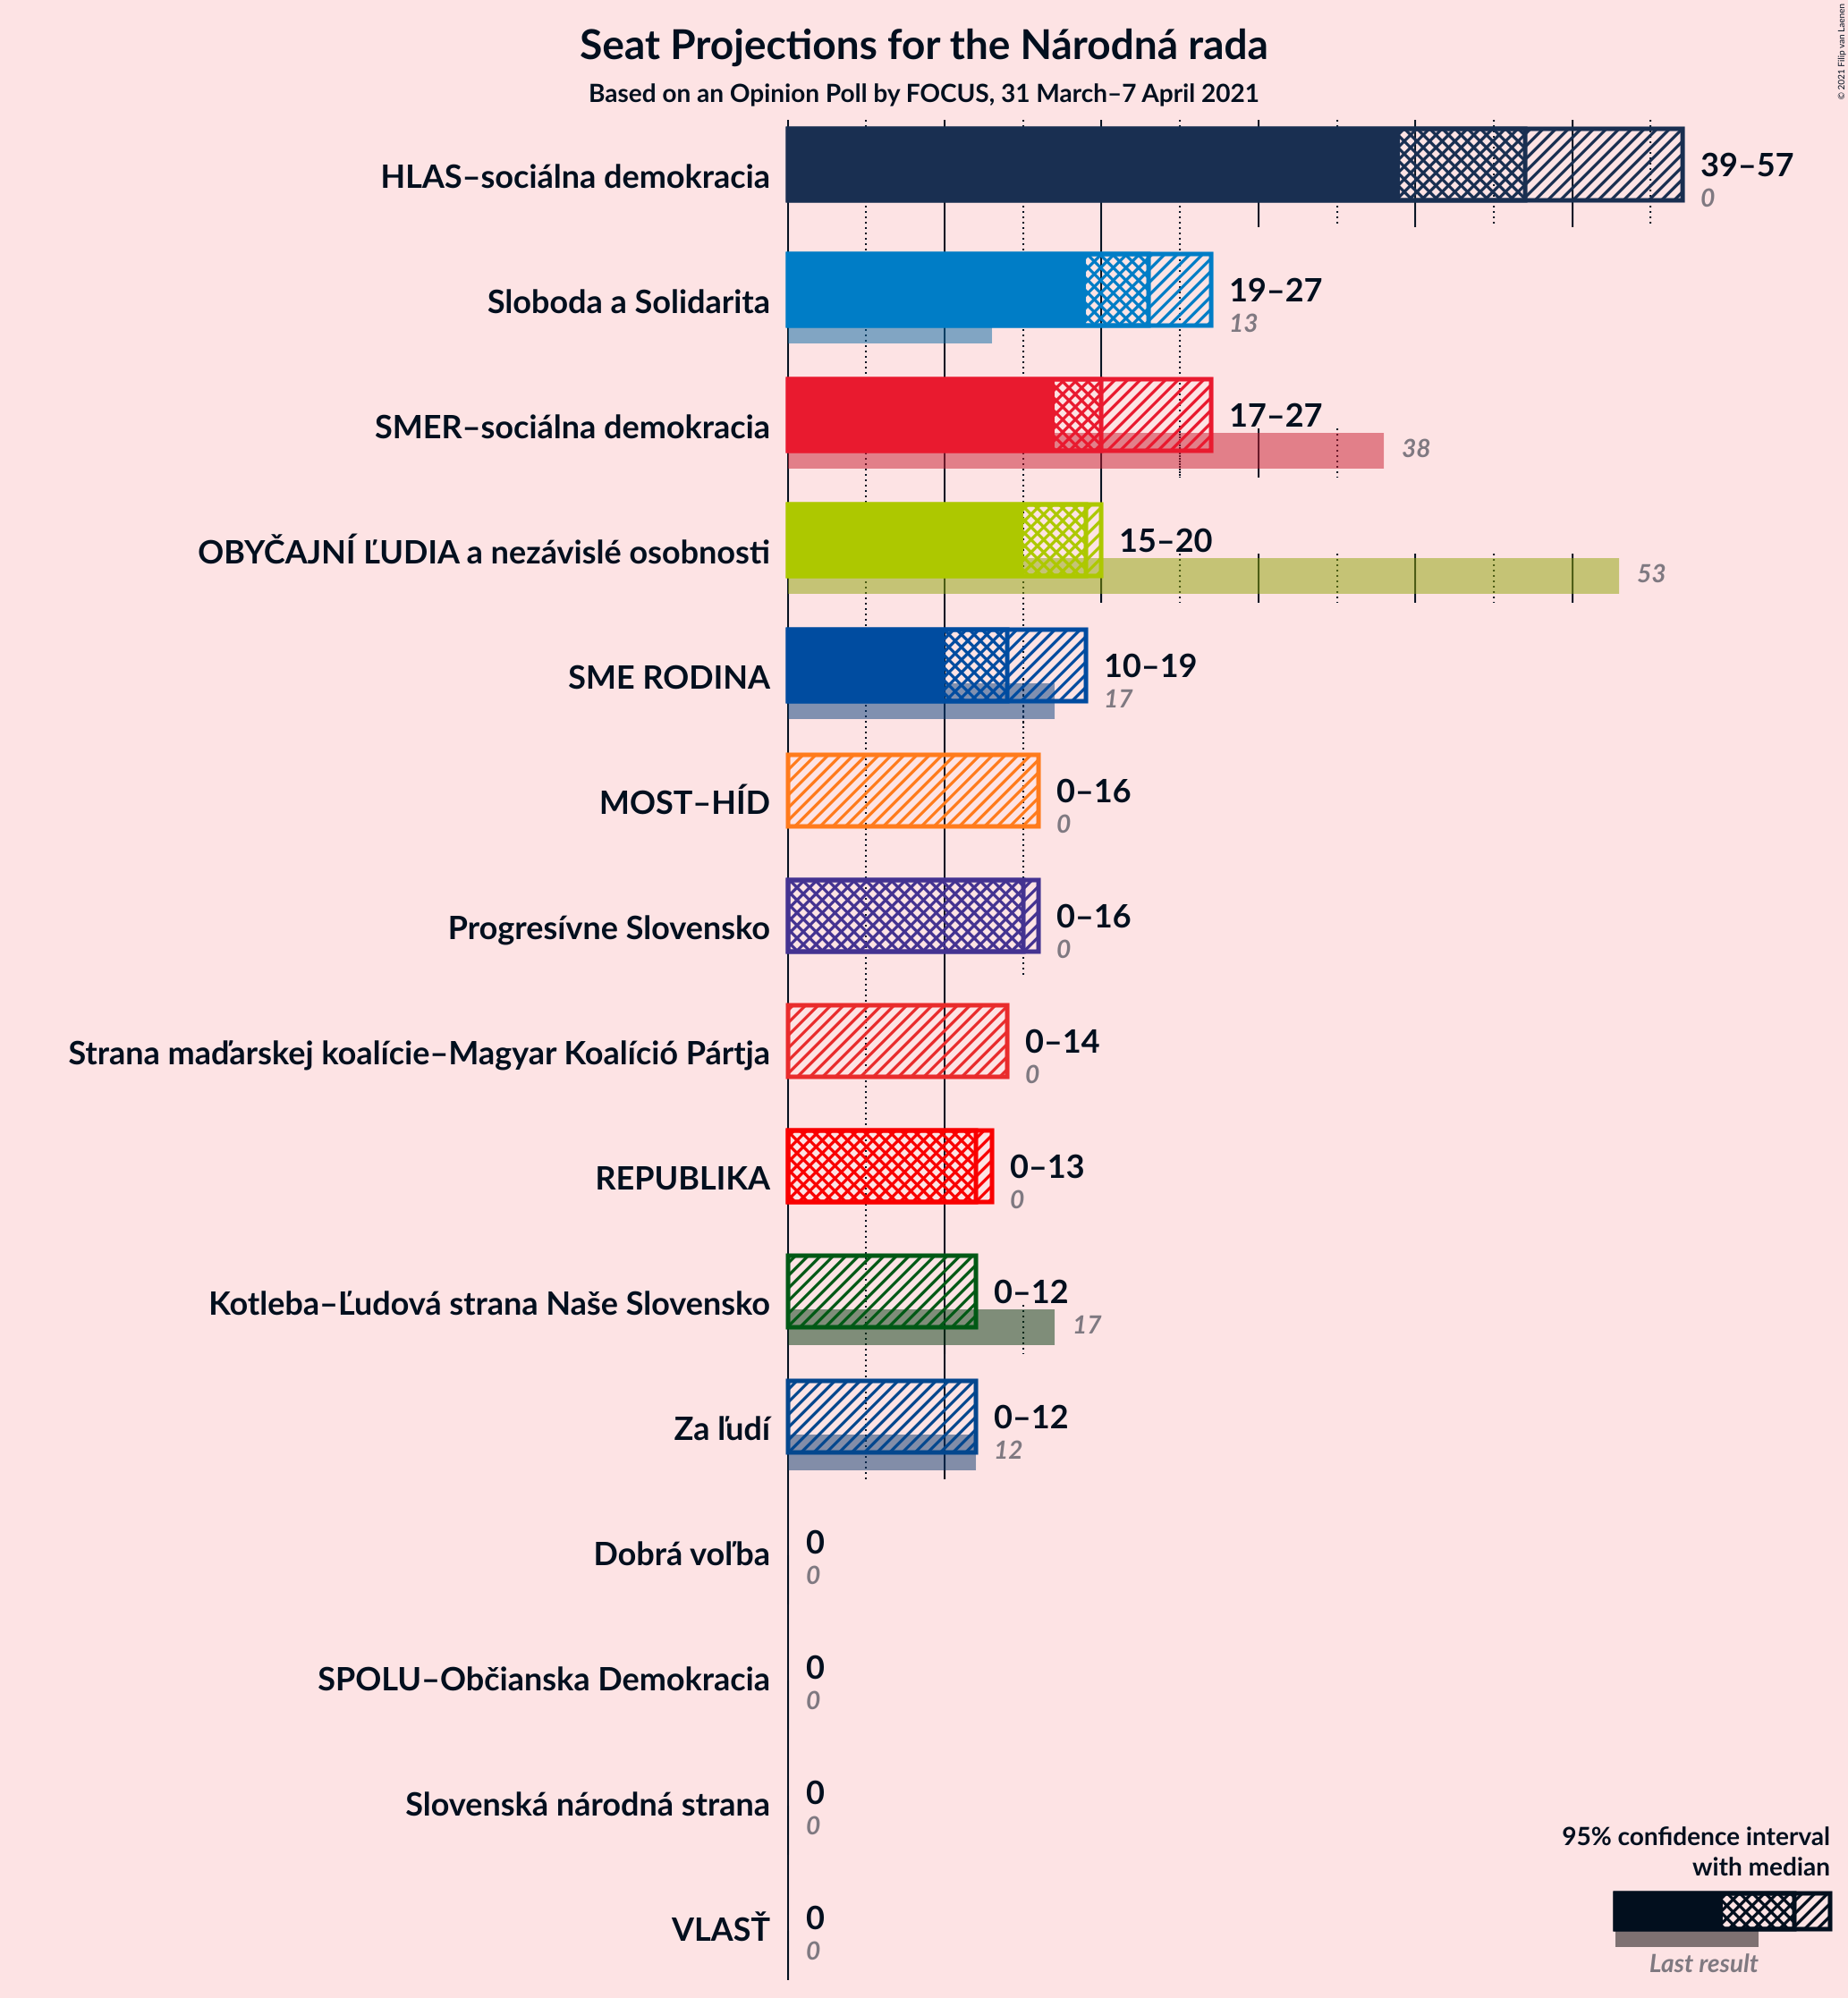 Seat Projections for the Národná rada
Based on an Opinion Poll by FOCUS, 31 March–7 April 2021
© 2021 Filip van Laenen
HLAS–sociálna demokracia
39–57
0
Sloboda a Solidarita
19–27
13
SMER–sociálna demokracia
17–27
38
OBYČAJNÍ ĽUDIA a nezávislé osobnosti
15–20
53
SME RODINA
10–19
17
MOST–HÍD
0–16
0
Progresívne Slovensko
0–16
0
Strana maďarskej koalície–Magyar Koalíció Pártja
0–14
0
REPUBLIKA
0–13
0
Kotleba–Ľudová strana Naše Slovensko
0–12
17
Za ľudí
0–12
12
Dobrá voľba
0
0
SPOLU–Občianska Demokracia
0
0
Slovenská národná strana
0
0
VLASŤ
0
0
95% confidence interval
with median
Last result